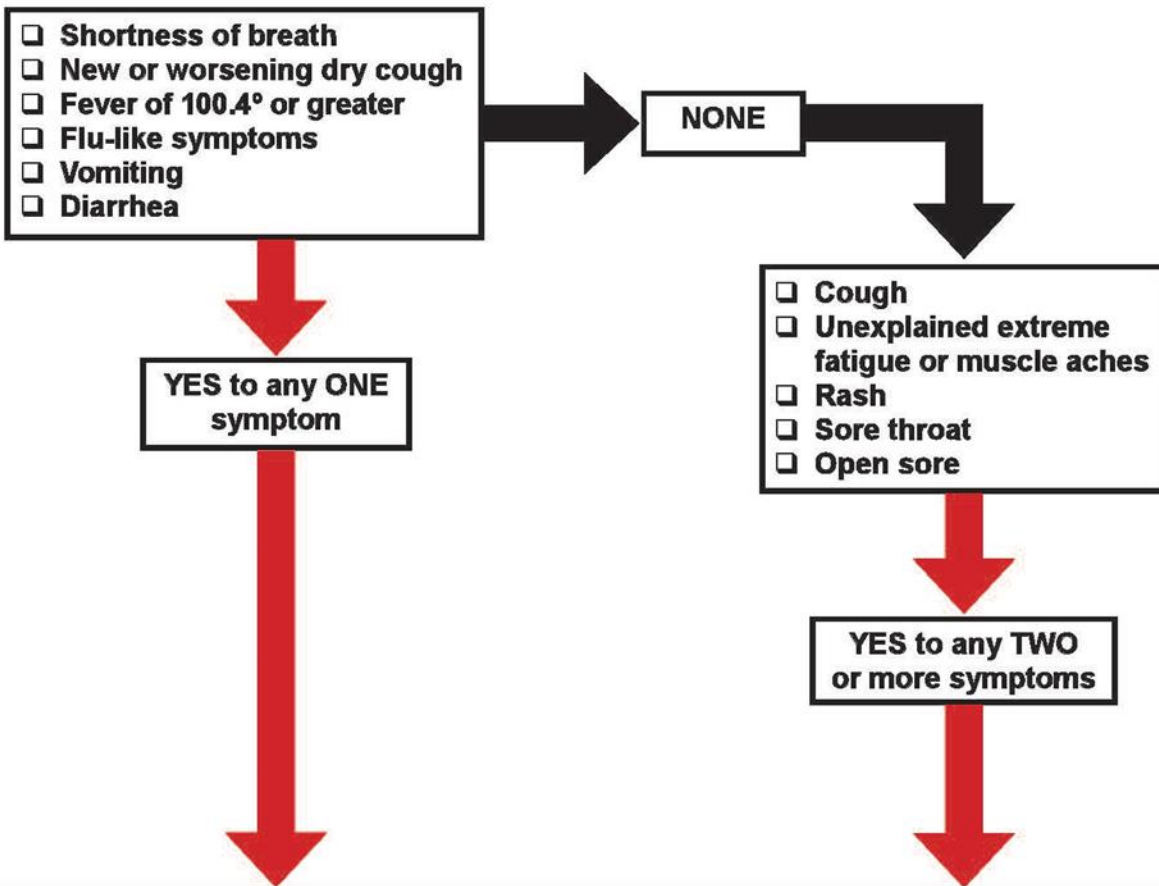 ❑ Shortness of breath
❑ New or worsening dry cough
❑ Fever of 100.4º or greater
❑ Flu-like symptoms
❑ Vomiting
❑ Diarrhea
NONE
YES to any ONE
symptom
❑ Cough
❑ Unexplained extreme
fatigue or muscle aches
❑ Rash
❑ Sore throat
❑ Open sore
YES to any TWO
or more symptoms